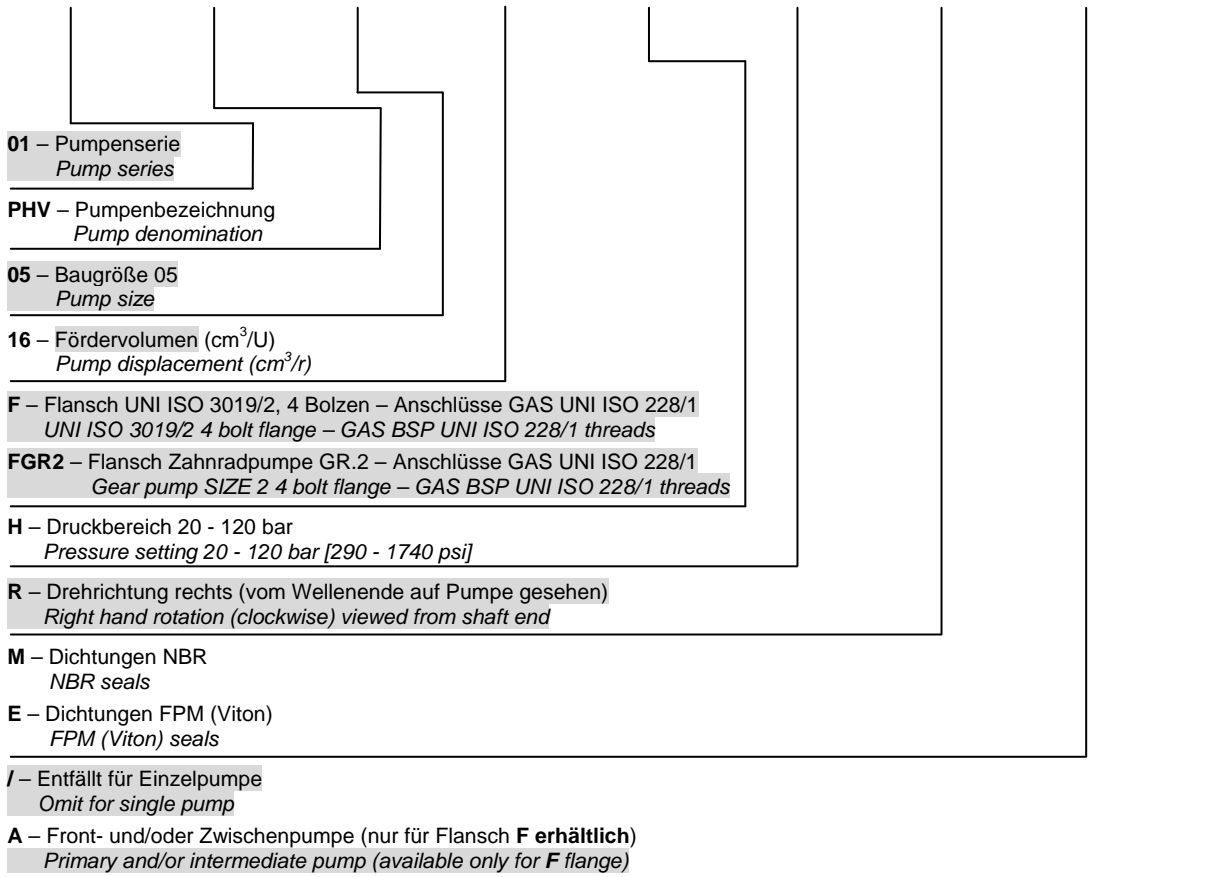 01 – Pumpenserie
Pump series
PHV – Pumpenbezeichnung
Pump denomination
05 – Baugröße 05
Pump size
16 – Fördervolumen (cm³/U)
Pump displacement (cm³/r)
F – Flansch UNI ISO 3019/2, 4 Bolzen – Anschlüsse GAS UNI ISO 228/1
UNI ISO 3019/2 4 bolt flange – GAS BSP UNI ISO 228/1 threads
FGR2 – Flansch Zahnradpumpe GR.2 – Anschlüsse GAS UNI ISO 228/1
Gear pump SIZE 2 4 bolt flange – GAS BSP UNI ISO 228/1 threads
H – Druckbereich 20 - 120 bar
Pressure setting 20 - 120 bar [290 - 1740 psi]
R – Drehrichtung rechts (vom Wellenende auf Pumpe gesehen)
Right hand rotation (clockwise) viewed from shaft end
M – Dichtungen NBR
NBR seals
E – Dichtungen FPM (Viton)
FPM (Viton) seals
/ – Entfällt für Einzelpumpe
Omit for single pump
A – Front- und/oder Zwischenpumpe (nur für Flansch F erhältlich)
Primary and/or intermediate pump (available only for F flange)